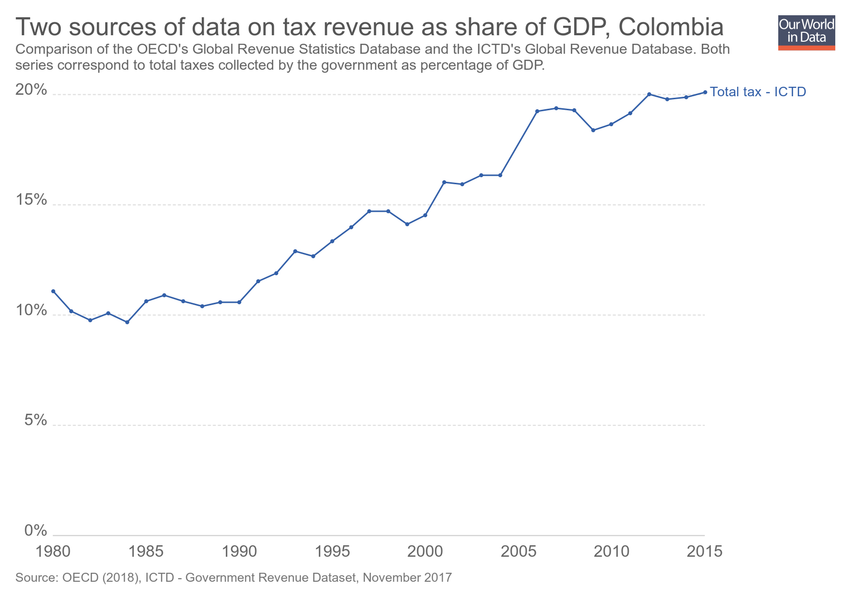 Two sources of data on tax revenue as share of GDP, Colombia
Our World
in Data
Comparison of the OECD's Global Revenue Statistics Database and the ICTD's Global Revenue Database. Both
series correspond to total taxes collected by the government as percentage of GDP.
20%
Total tax - ICTD
15%
10%
5%
0%
1980 1985 1990 1995 2000 2005 2010 2015
Source: OECD (2018), ICTD - Government Revenue Dataset, November 2017